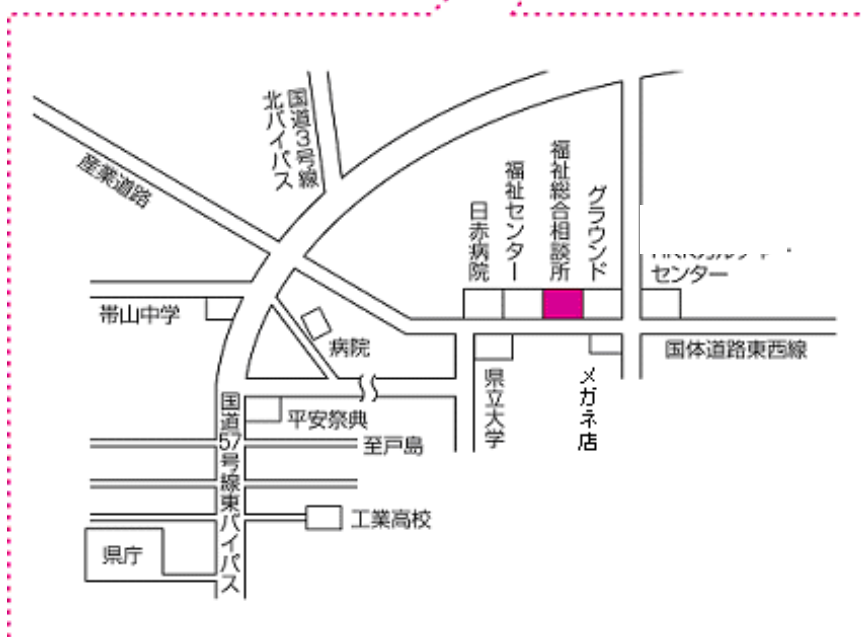 国道3号線
北バイパス
産業道路
日赤病院
福祉センター
福祉総合相談所
グラウンド
センター
帯山中学
病院
国体道路東西線
県立大学
メガネ店
平安祭典
至戸島
国道57号線東バイパス
工業高校
県庁